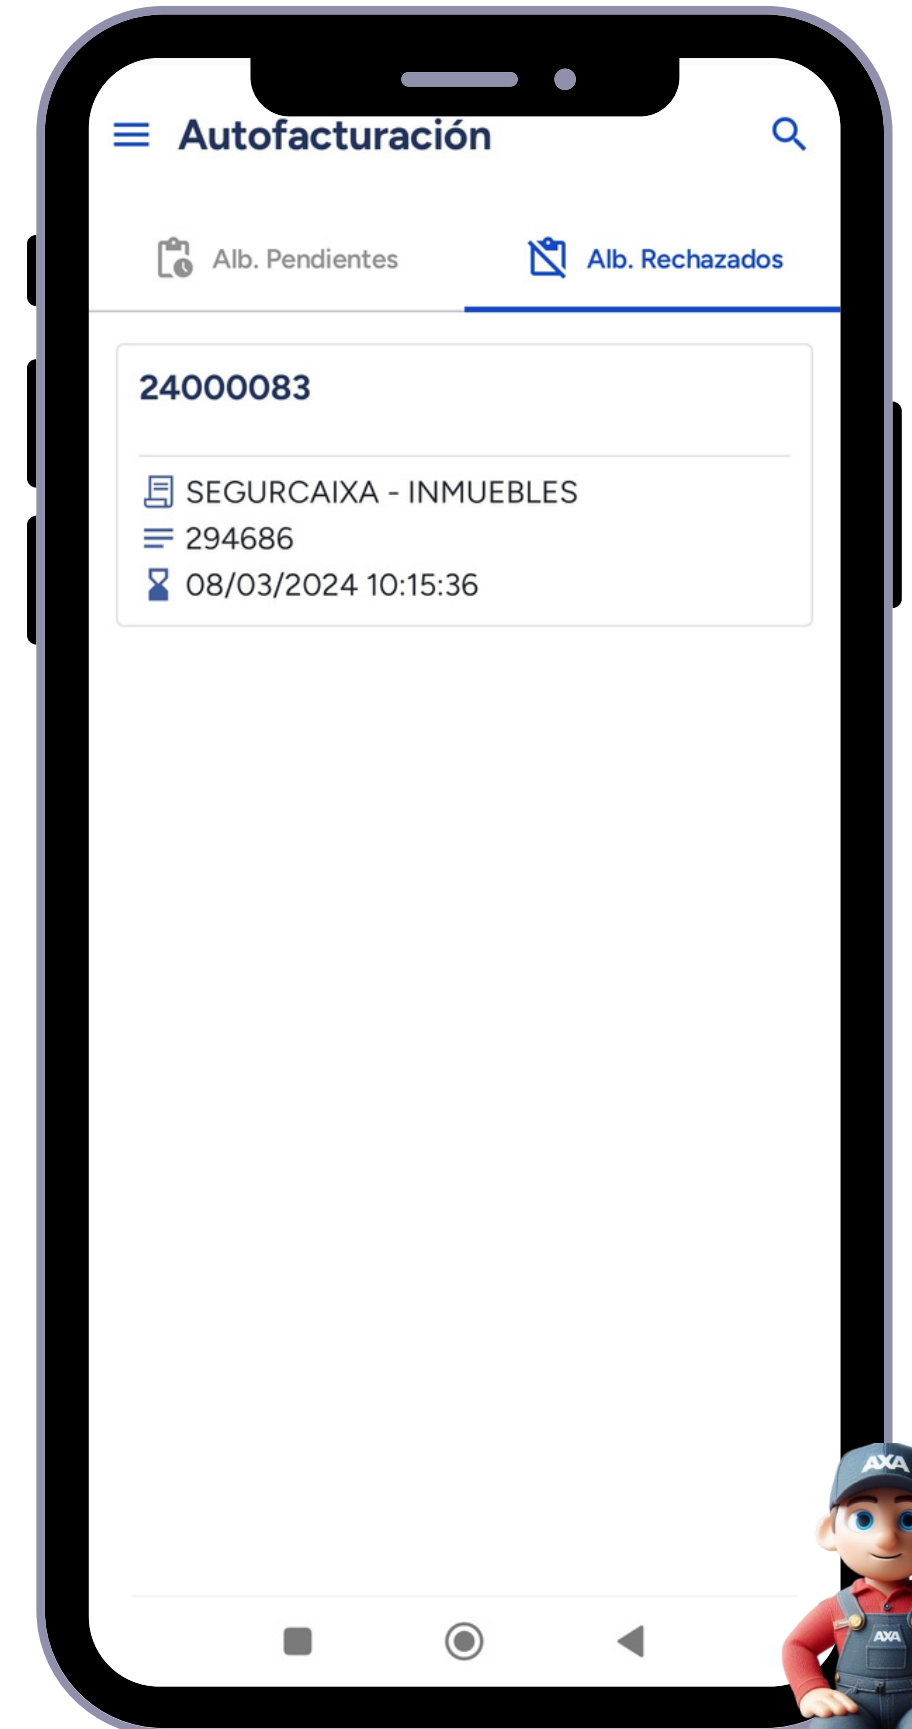 Autofacturación
Alb. Pendientes
Alb. Rechazados
24000083
SEGURCAIXA - INMUEBLES
294686
08/03/2024 10:15:36
AXA
AXA